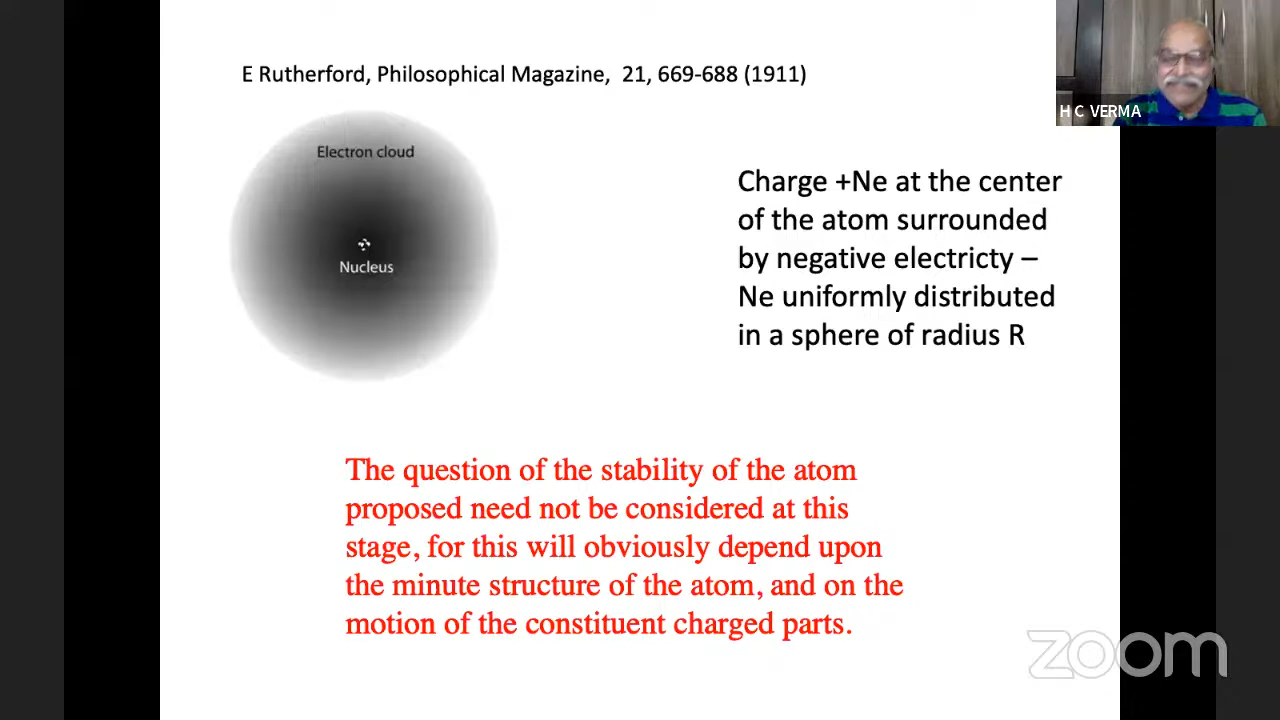 E Rutherford, Philosophical Magazine, 21, 669-688 (1911)
H C VERMA
Electron cloud
Nucleus
Charge +Ne at the center
of the atom surrounded
by negative electricty –
Ne uniformly distributed
in a sphere of radius R
The question of the stability of the atom
proposed need not be considered at this
stage, for this will obviously depend upon
the minute structure of the atom, and on the
motion of the constituent charged parts.
zoom